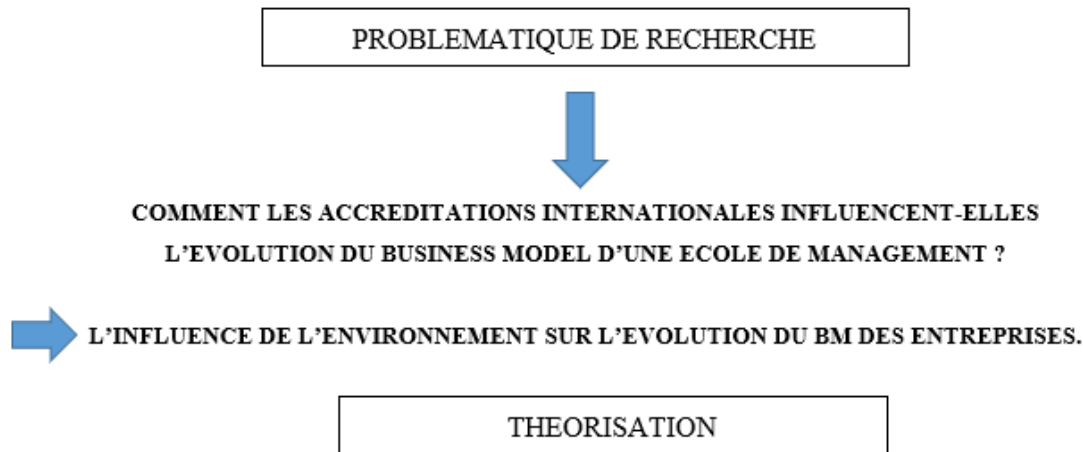 PROBLEMATIQUE DE RECHERCHE
COMMENT LES ACCREDITATIONS INTERNATIONALES INFLUENCENT-ELLES
L'EVOLUTION DU BUSINESS MODEL D'UNE ECOLE DE MANAGEMENT ?
L'INFLUENCE DE L'ENVIRONNEMENT SUR L'EVOLUTION DU BM DES ENTREPRISES.
THEORISATION